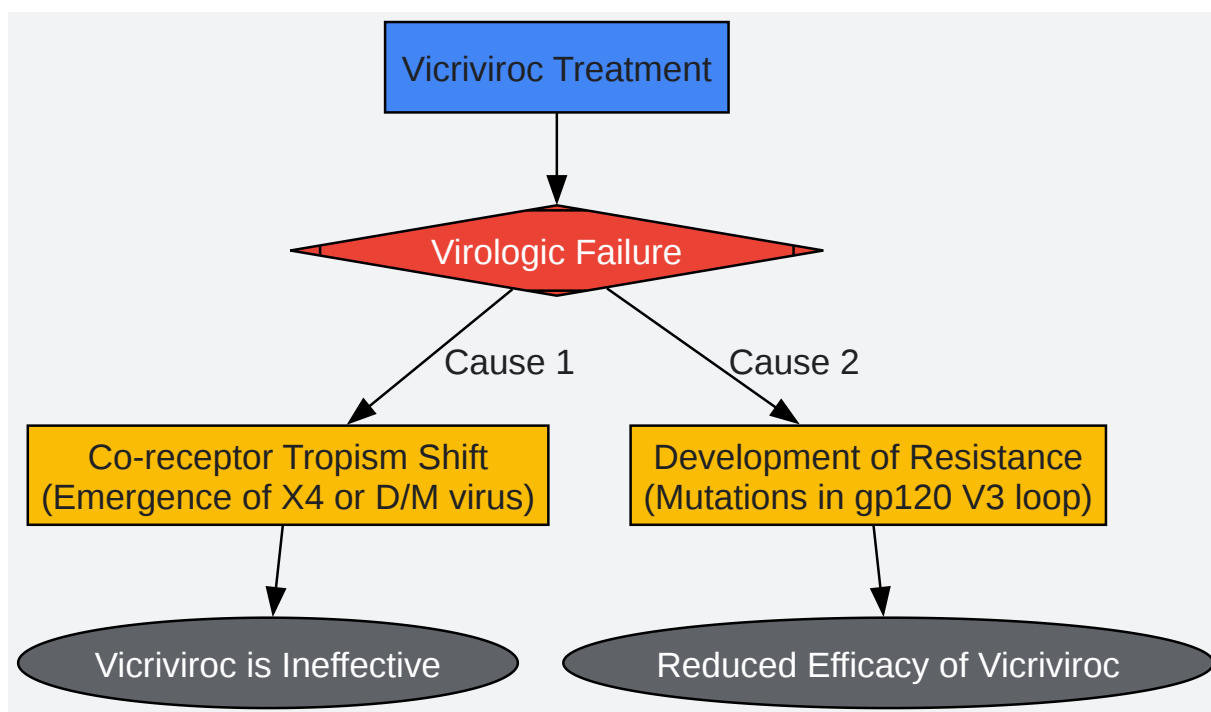 Vicriviroc Treatment
Virologic Failure
Cause 1
Cause 2
Co-receptor Tropism Shift
(Emergence of X4 or D/M virus)
Development of Resistance
(Mutations in gp120 V3 loop)
Vicriviroc is Ineffective
Reduced Efficacy of Vicriviroc